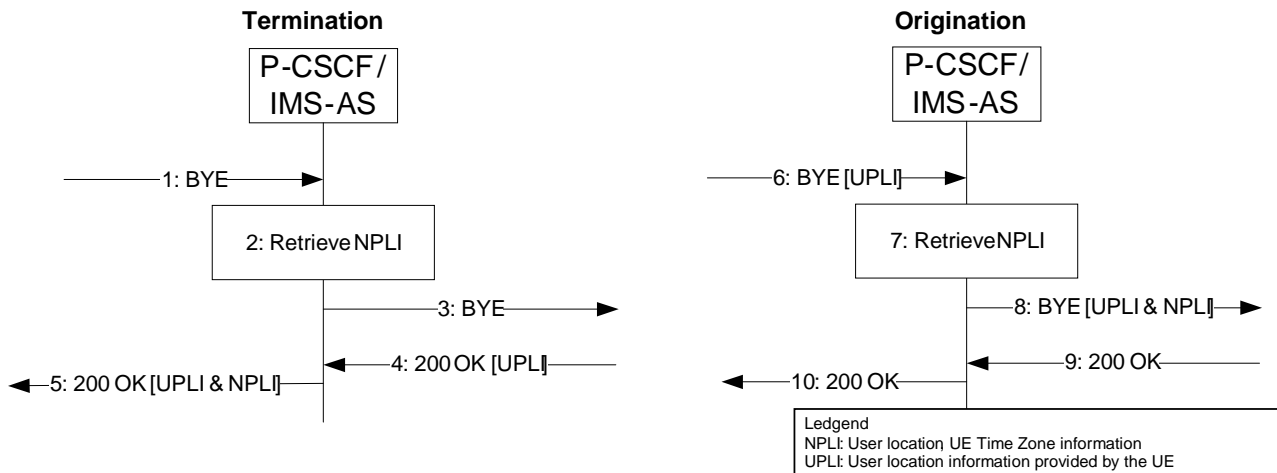 Termination
P-CSCF/
IMS-AS
1: BYE
2: Retrieve NPLI
3: BYE
4: 200 OK [UPLI]
5: 200 OK [UPLI & NPLI]
Origination
P-CSCF/
IMS-AS
6: BYE [UPLI]
7: Retrieve NPLI
8: BYE [UPLI & NPLI]
9: 200 OK
10: 200 OK
Ledgend
NPLI: User location, UE Time Zone information
UPLI: User location information provided by the UE